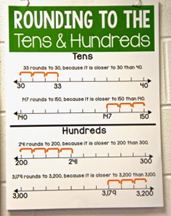 ROUNDING TO THE
Tens & Hundreds
Tens
33 rounds to 30, because it is closer to 30 than 40.
30 33 40
147 rounds to 150, because it is closer to 150 than 140.
140 147 150
Hundreds
241 rounds to 200, because it is closer to 200 than 300.
200 241 300
3,174 rounds to 3,200, because it is closer to 3,200 than 3,100.
3,100 3,174 3,200